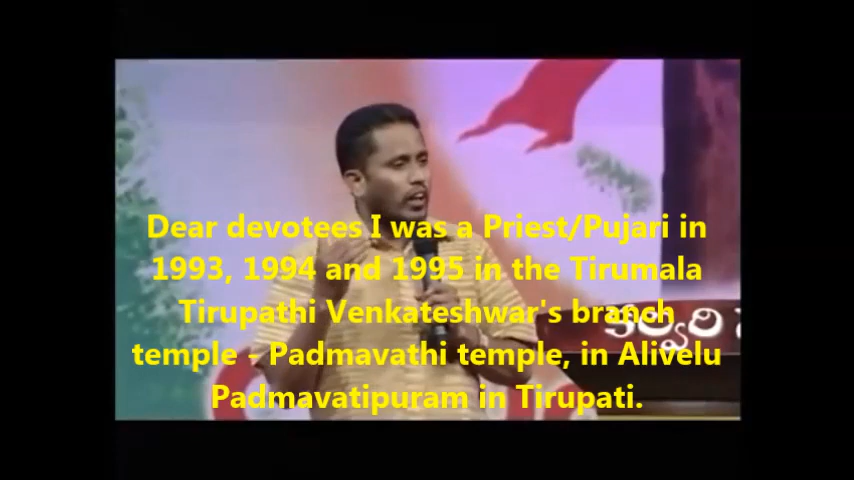 Dear devotees I was a Priest/Pujari in
1993, 1994 and 1995 in the Tirumala
Tirupathi Venkateshwar's branch
temple - Padmavathi temple, in Alivelu
Padmavatipuram in Tirupati.